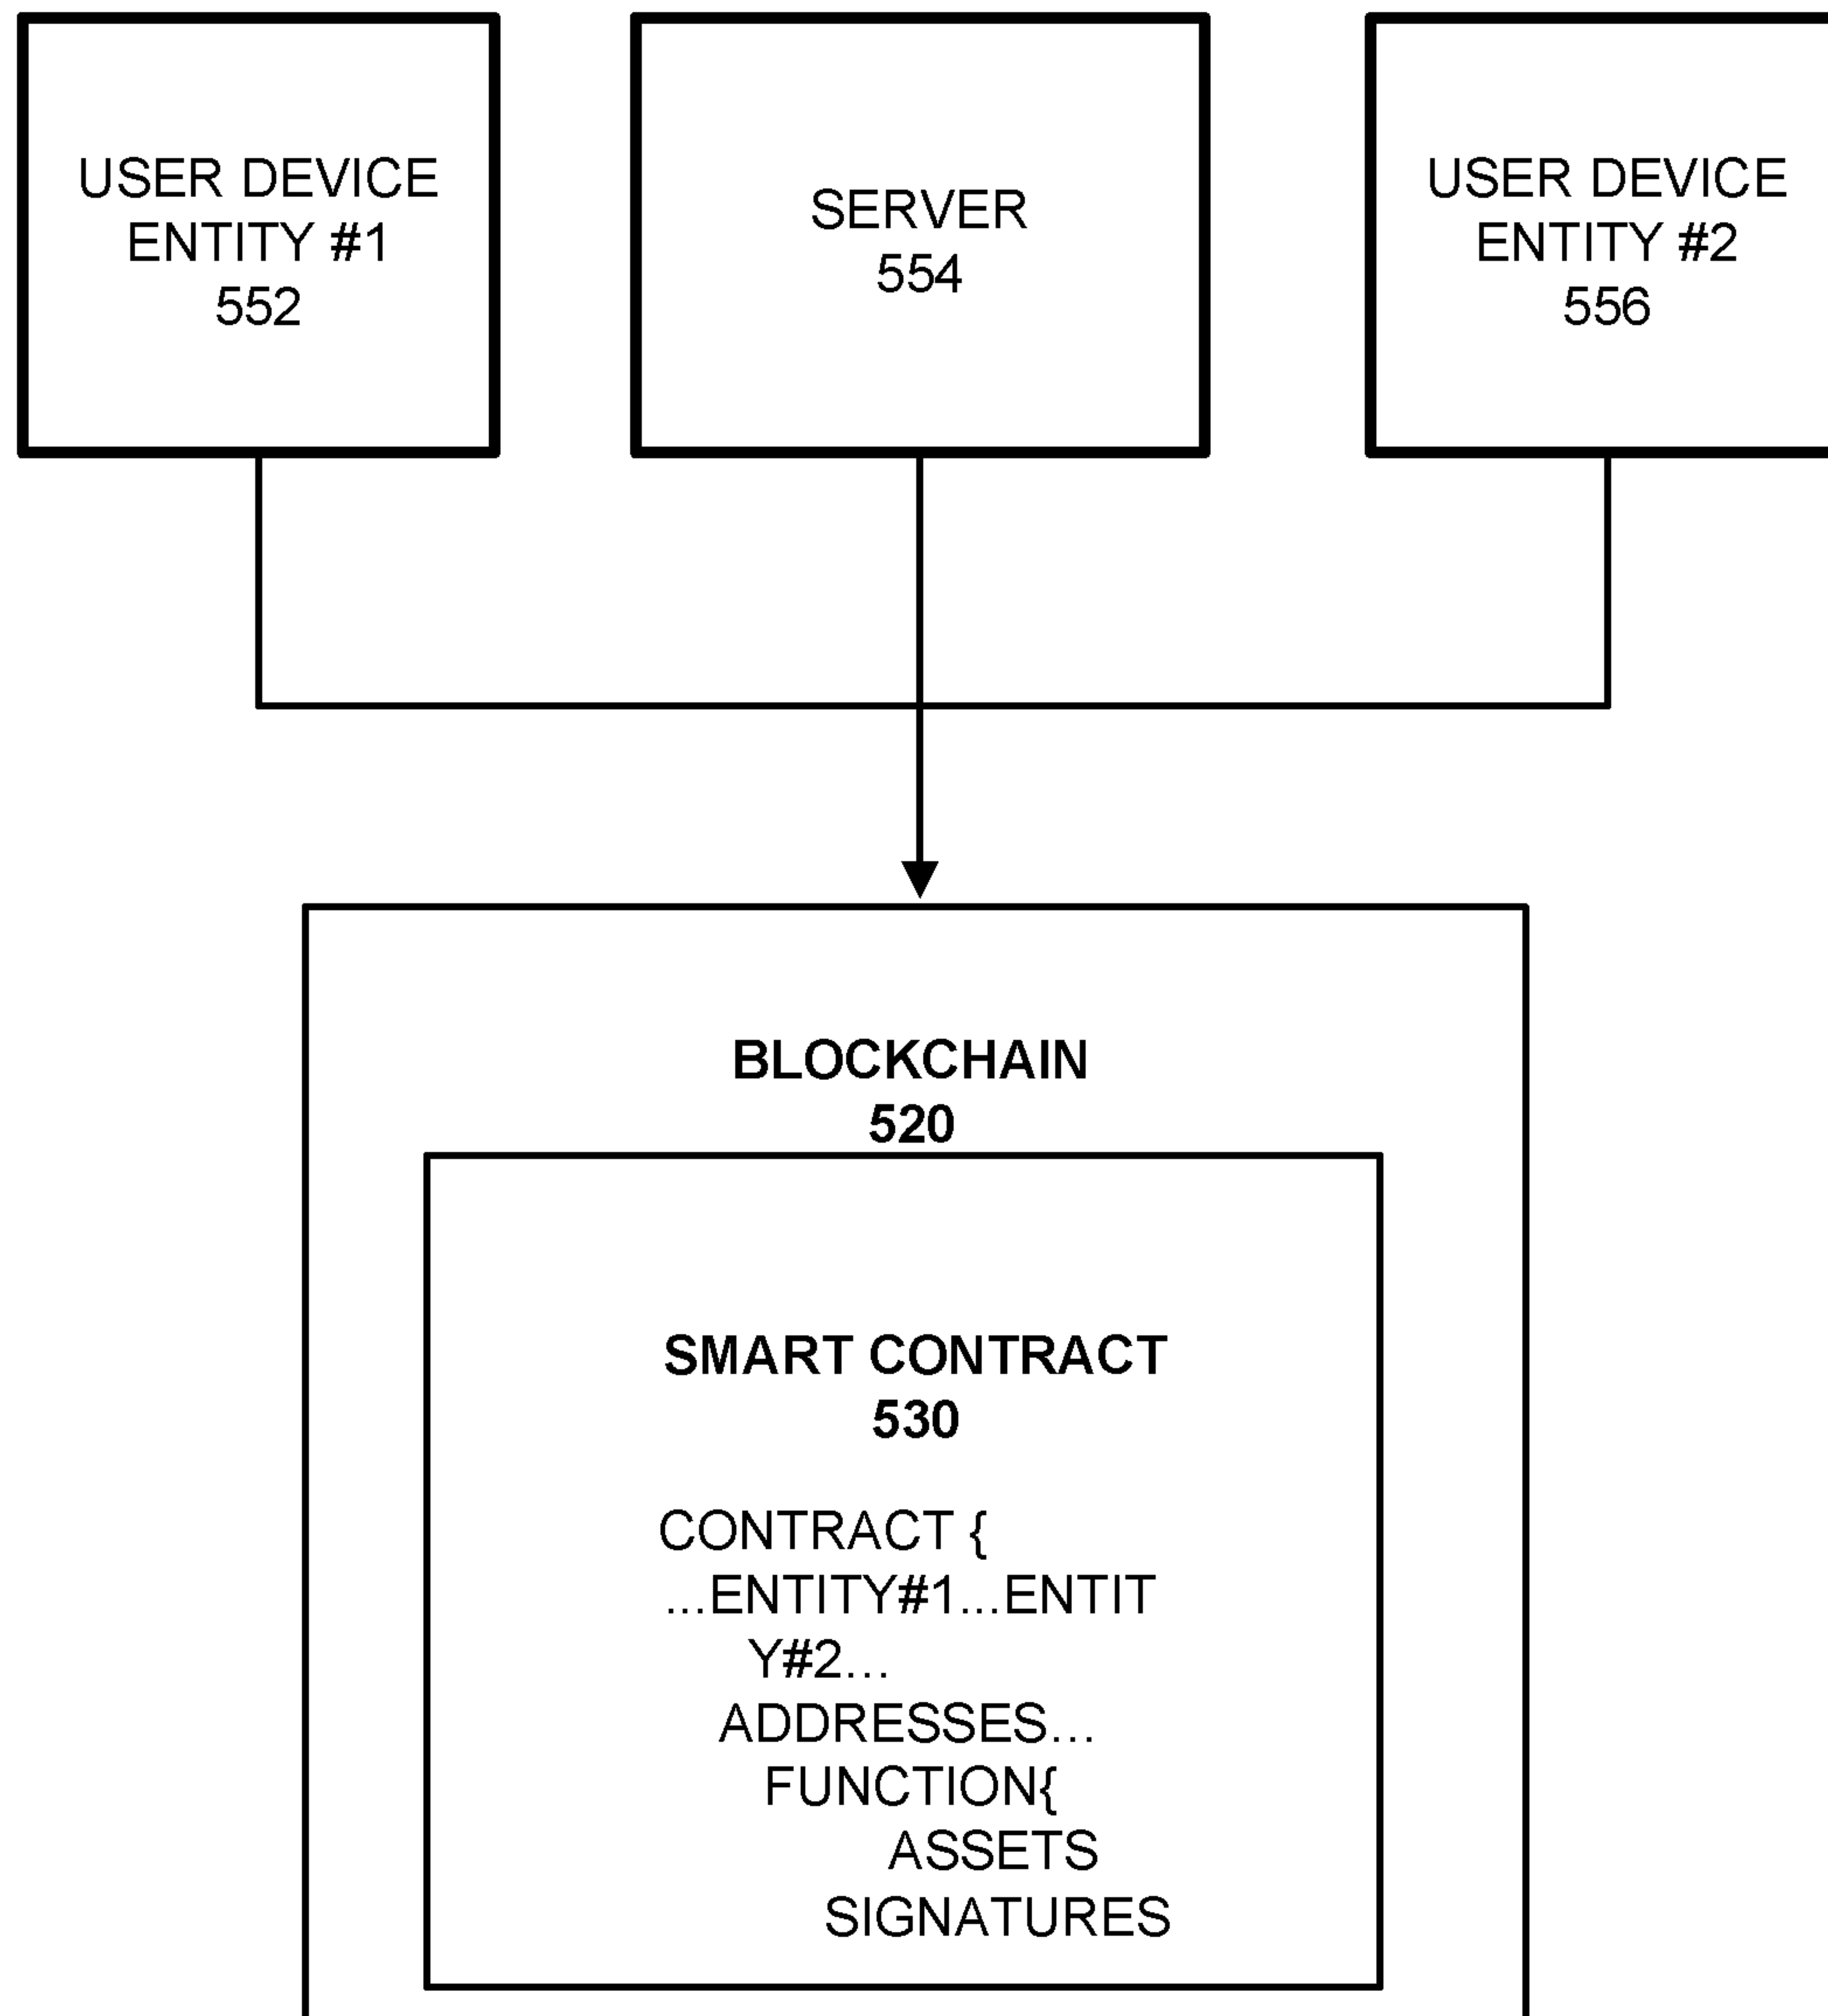 USER DEVICE
ENTITY #1
552
SERVER
554
USER DEVICE
ENTITY #2
556
BLOCKCHAIN
520
SMART CONTRACT
530
CONTRACT {
...ENTITY#1...ENTIT
Y#2...
ADDRESSES...
FUNCTION{
ASSETS
SIGNATURES